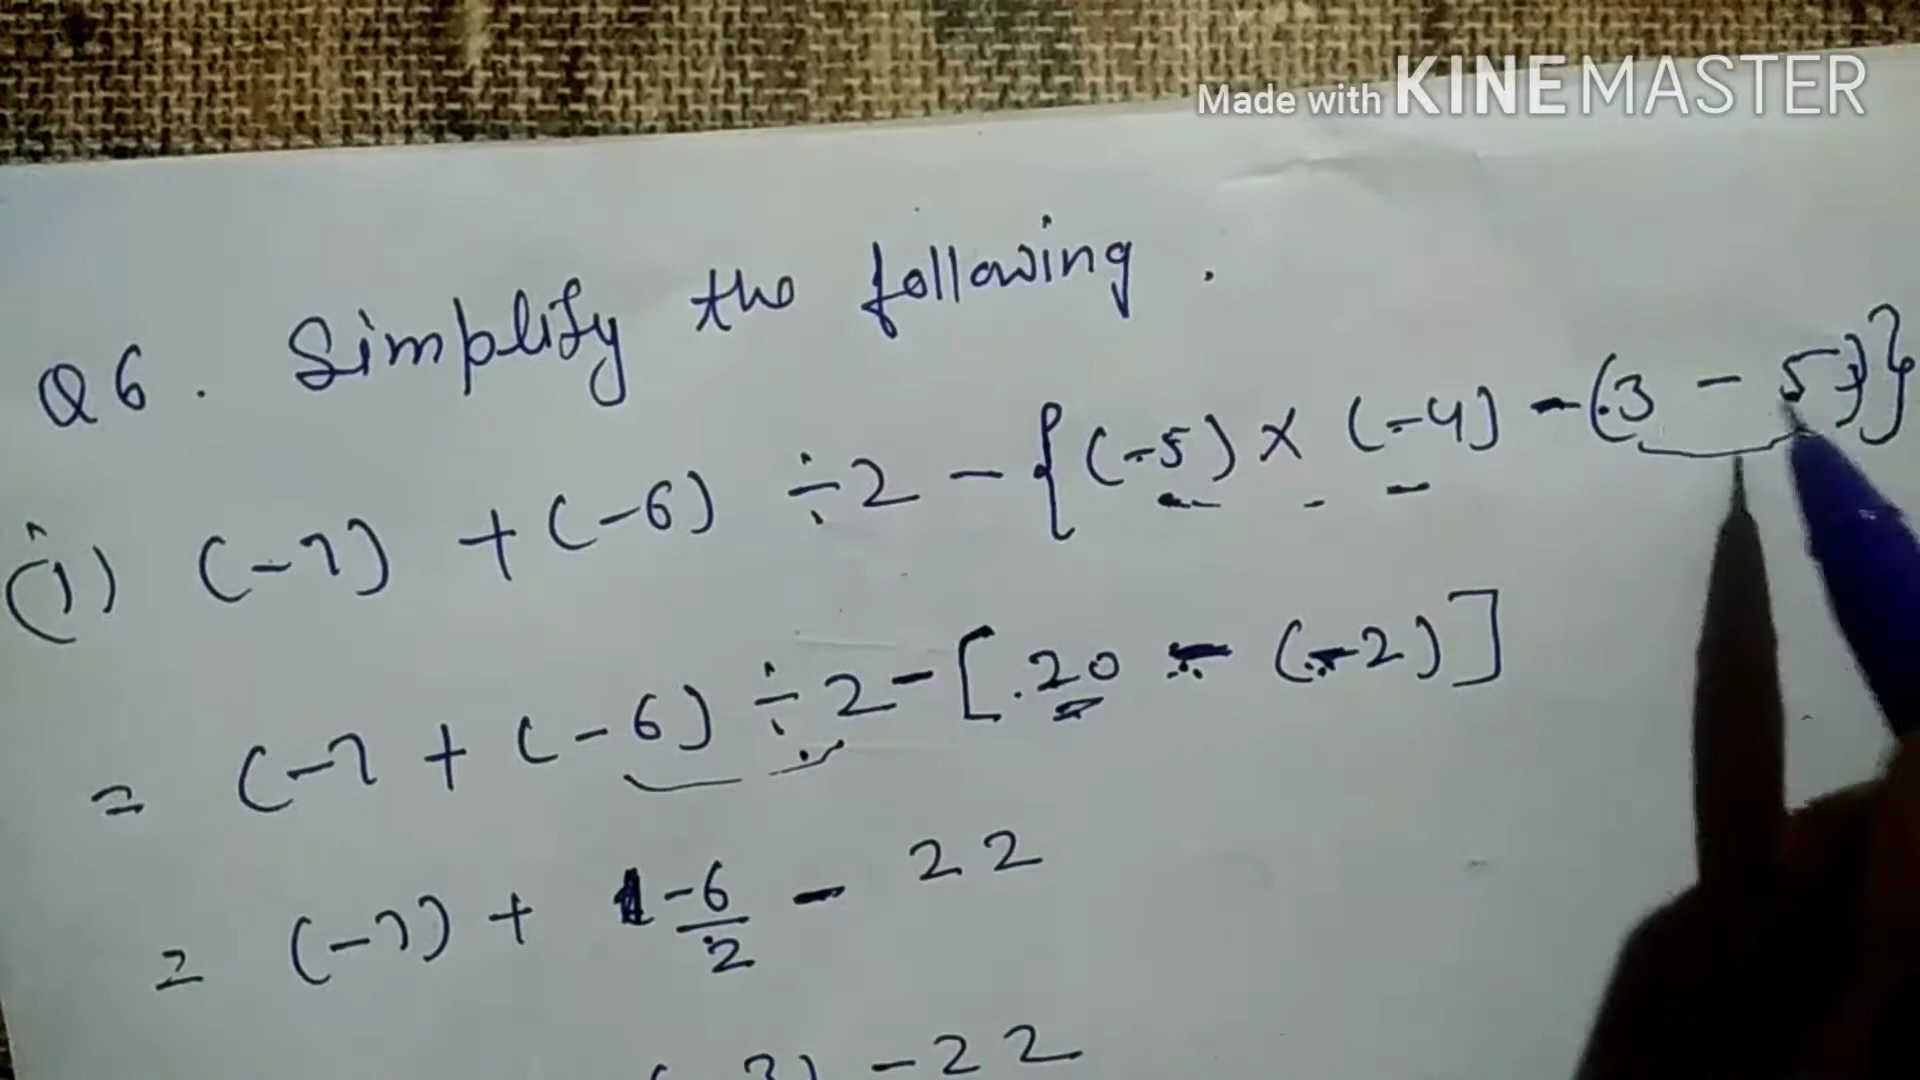 Made with KINEMASTER
Q6. Simplify the following.
(i) (-7) + (-6) ÷2 - {(-5) × (-4) - (3 - 5)}
= (-7 + (-6) ÷2 - [20 - (-2)]
= (-7) + -6/2 - 22
3) - 22